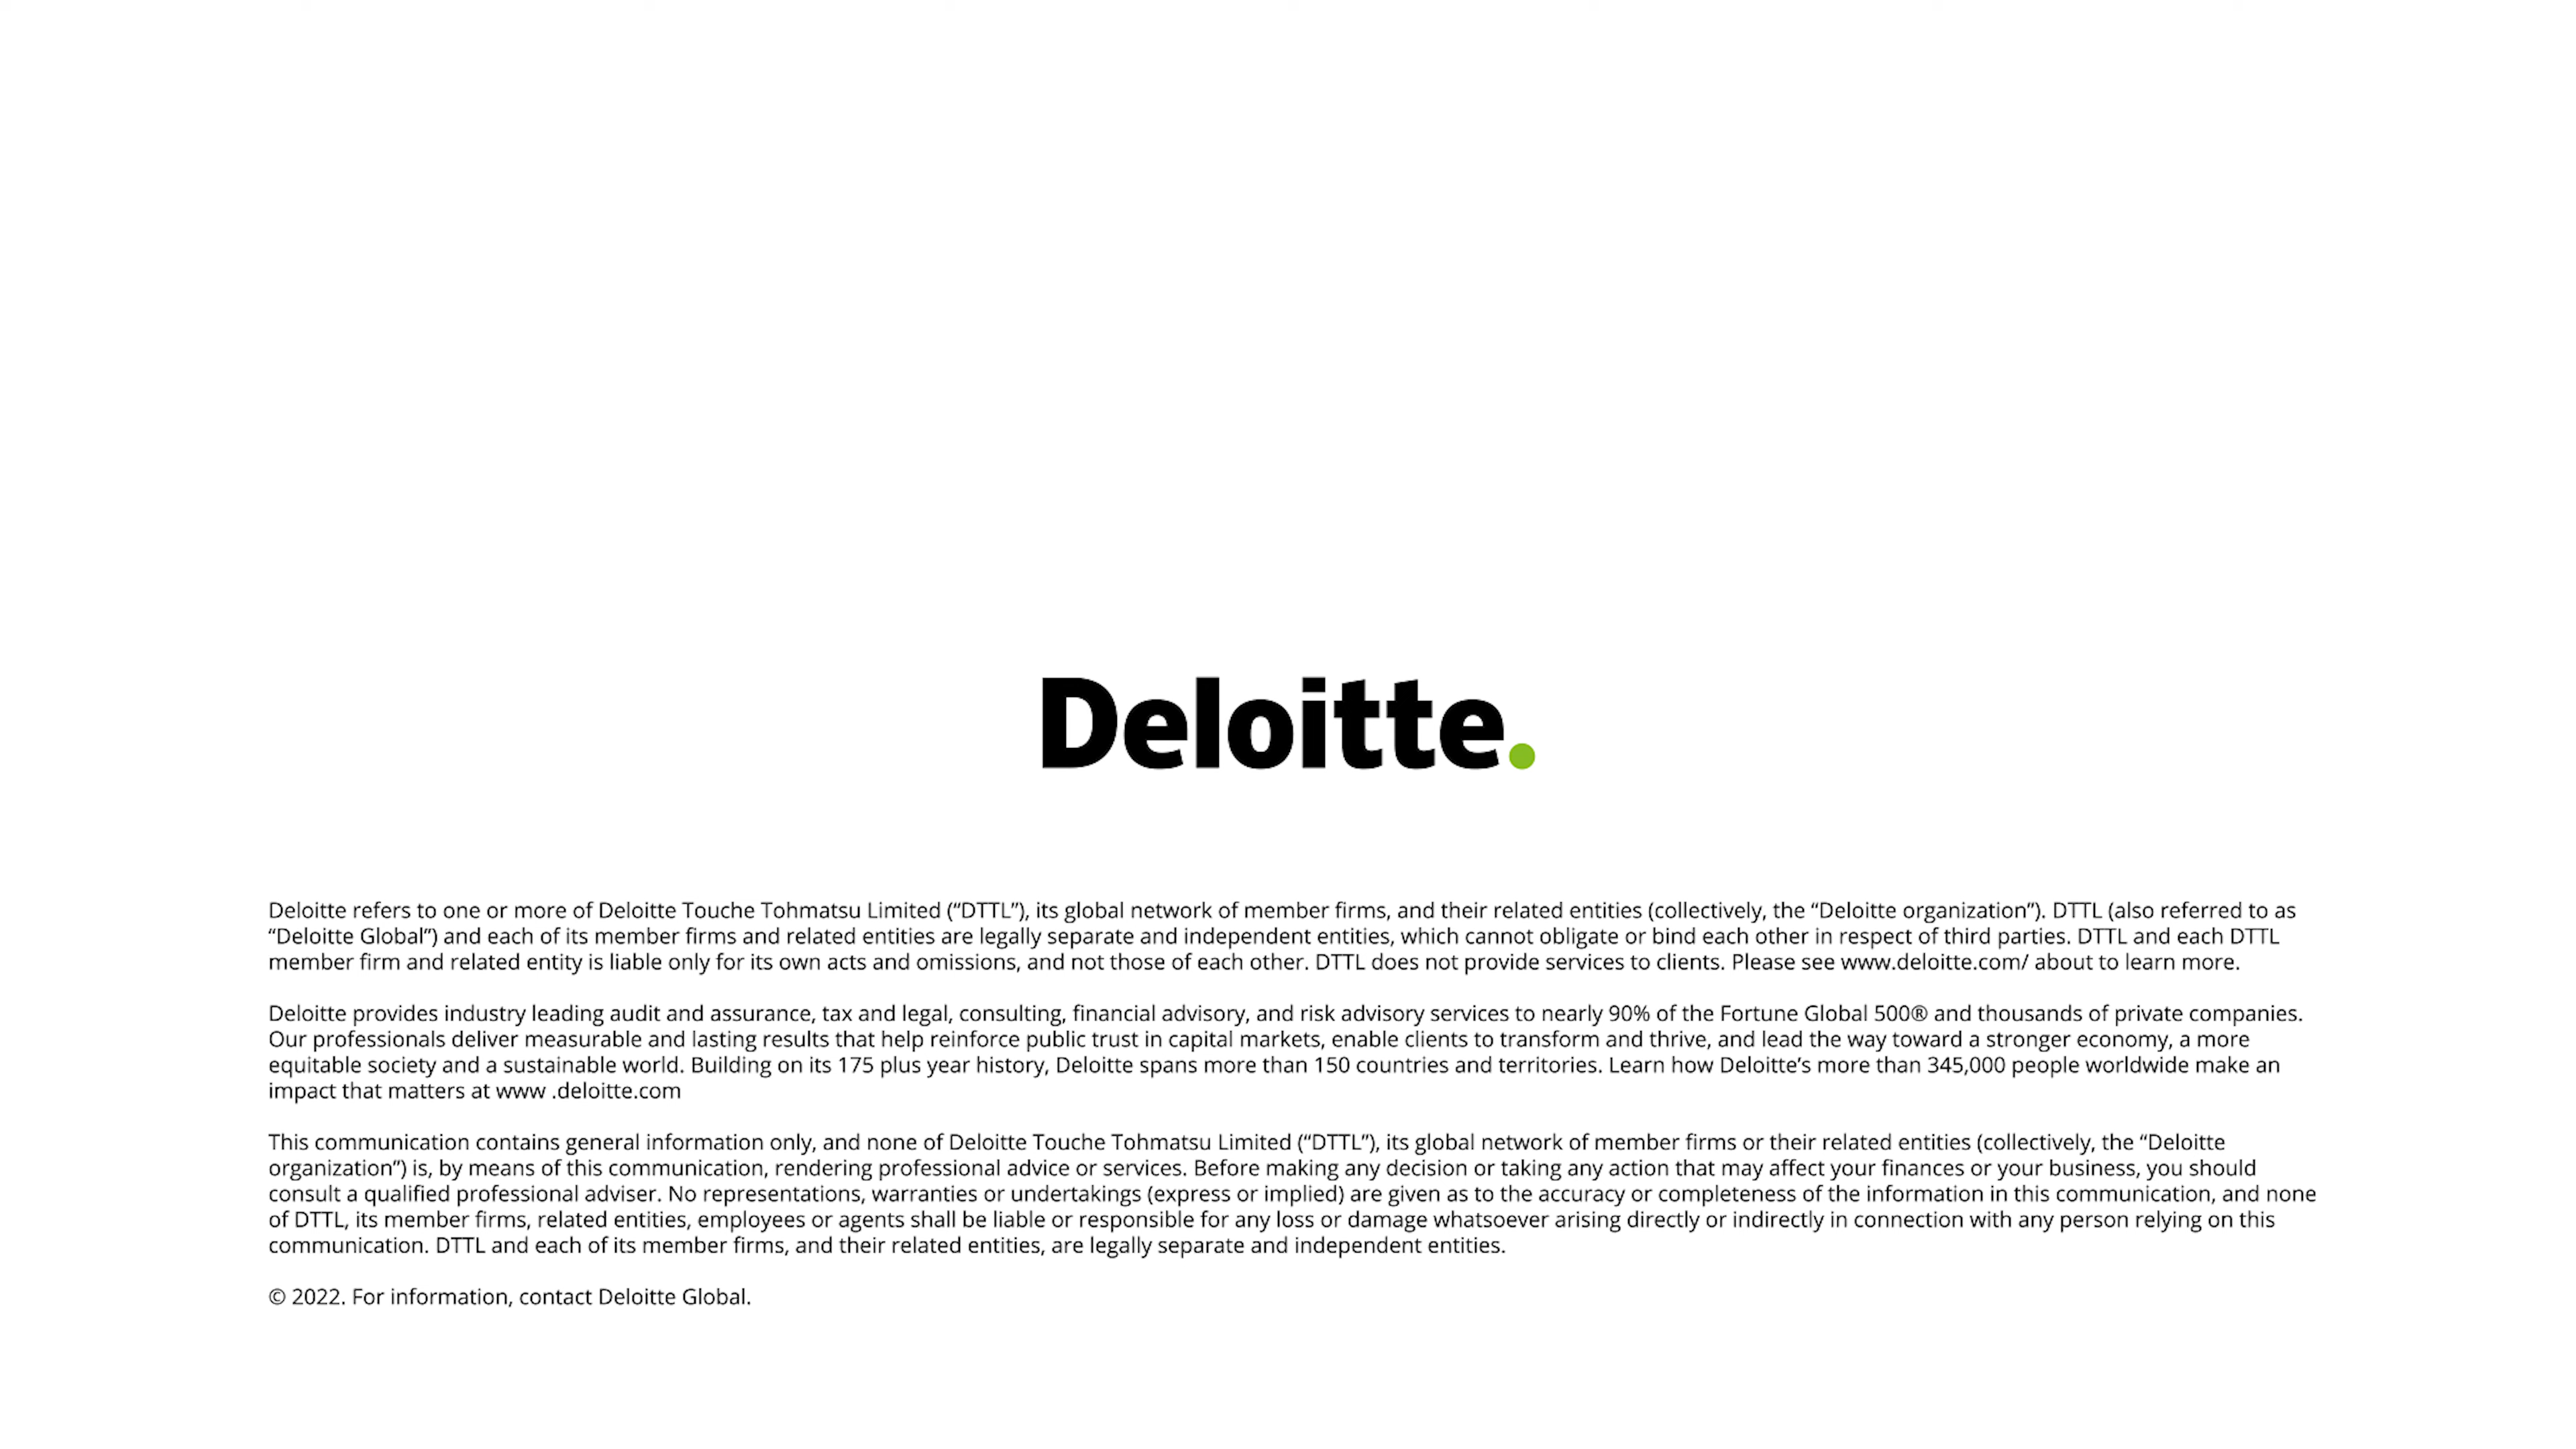 Deloitte.
Deloitte refers to one or more of Deloitte Touche Tohmatsu Limited (“DTTL”), its global network of member firms, and their related entities (collectively, the “Deloitte organization”). DTTL (also referred to as
“Deloitte Global”) and each of its member firms and related entities are legally separate and independent entities, which cannot obligate or bind each other in respect of third parties. DTTL and each DTTL
member firm and related entity is liable only for its own acts and omissions, and not those of each other. DTTL does not provide services to clients. Please see www.deloitte.com/ about to learn more.
Deloitte provides industry leading audit and assurance, tax and legal, consulting, financial advisory, and risk advisory services to nearly 90% of the Fortune Global 500® and thousands of private companies.
Our professionals deliver measurable and lasting results that help reinforce public trust in capital markets, enable clients to transform and thrive, and lead the way toward a stronger economy, a more
equitable society and a sustainable world. Building on its 175 plus year history, Deloitte spans more than 150 countries and territories. Learn how Deloitte’s more than 345,000 people worldwide make an
impact that matters at www .deloitte.com
This communication contains general information only, and none of Deloitte Touche Tohmatsu Limited (“DTTL”), its global network of member firms or their related entities (collectively, the “Deloitte
organization”) is, by means of this communication, rendering professional advice or services. Before making any decision or taking any action that may affect your finances or your business, you should
consult a qualified professional adviser. No representations, warranties or undertakings (express or implied) are given as to the accuracy or completeness of the information in this communication, and none
of DTTL, its member firms, related entities, employees or agents shall be liable or responsible for any loss or damage whatsoever arising directly or indirectly in connection with any person relying on this
communication. DTTL and each of its member firms, and their related entities, are legally separate and independent entities.
© 2022. For information, contact Deloitte Global.